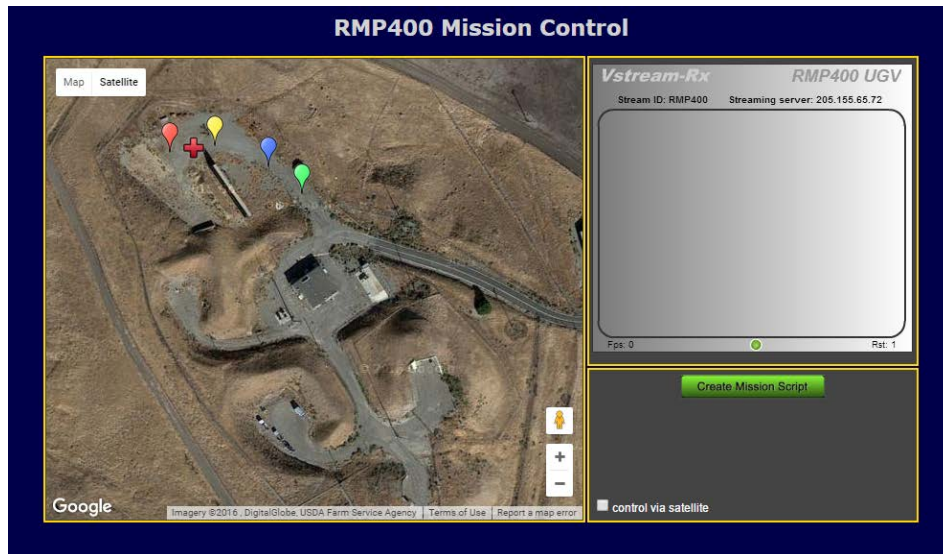 RMP400 Mission Control
Map Satellite
Vstream-Rx RMP400 UGV
Stream ID: RMP400 Streaming server: 205.155.65.72
Fps: 0 Rst: 1
Create Mission Script
control via satellite
+
−
Google
Imagery ©2016 , DigitalGlobe, USDA Farm Service Agency Terms of Use Report a map error